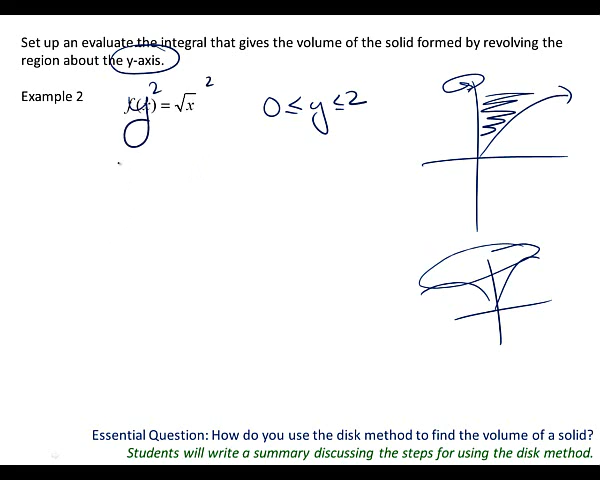 Set up an evaluate the integral that gives the volume of the solid formed by revolving the
region about the y-axis.
Example 2 y² = √x ² 0 ≤ y ≤ 2
Essential Question: How do you use the disk method to find the volume of a solid?
Students will write a summary discussing the steps for using the disk method.